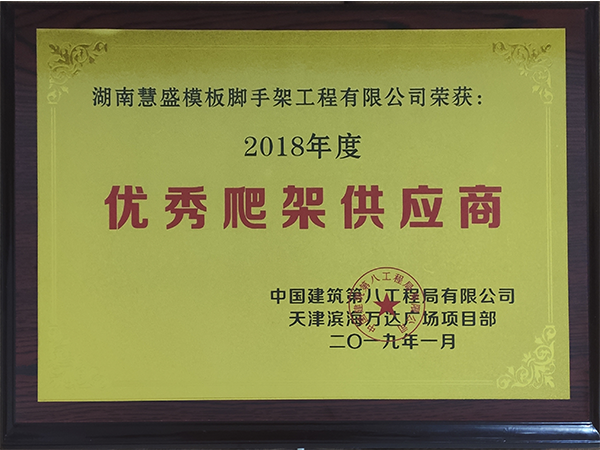 湖南慧盛模板脚手架工程有限公司荣获：
2018年度
优秀爬架供应商
中国建筑第八工程局有限公司
天津滨海万达广场项目部
二〇一九年一月